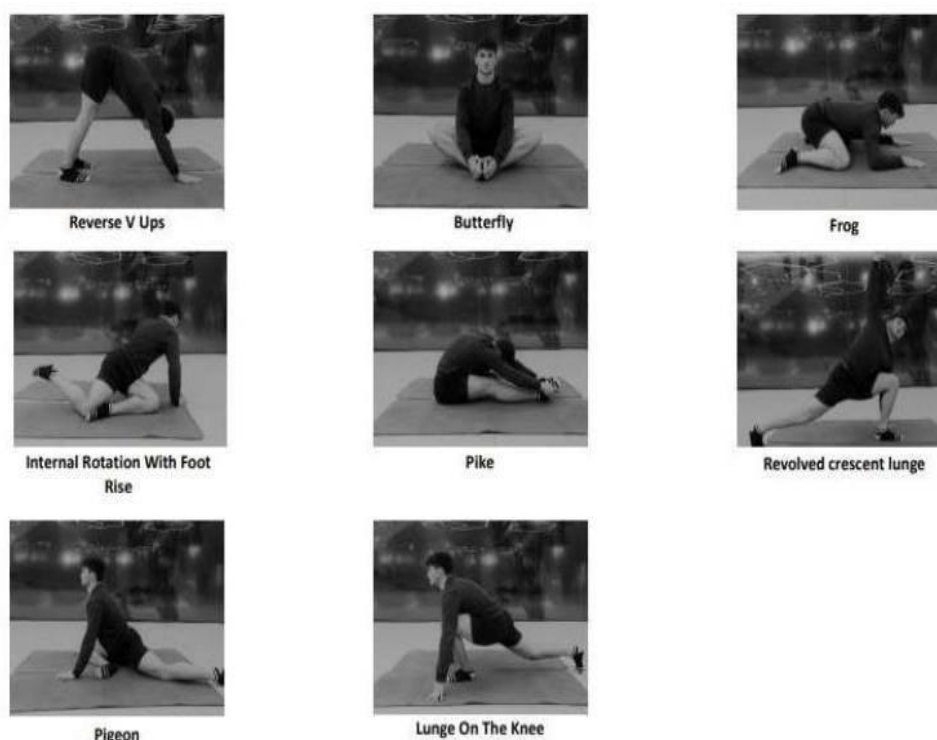 Reverse V Ups
Butterfly
Frog
Internal Rotation With Foot
Rise
Pike
Revolved crescent lunge
Pigeon
Lunge On The Knee